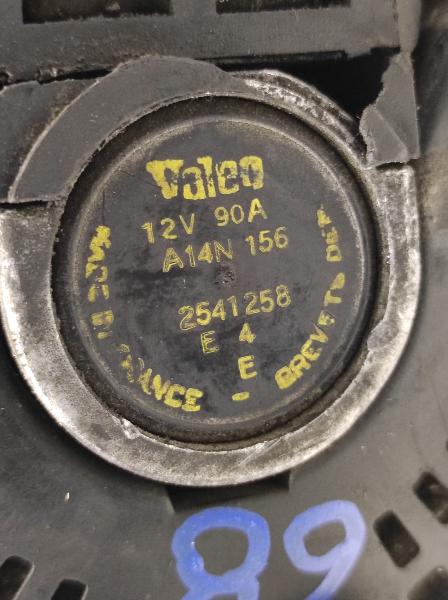 Valeo
12V 90A
A14N 156
2541258
E 4
E
FRANCE - BREVETS DEP
89